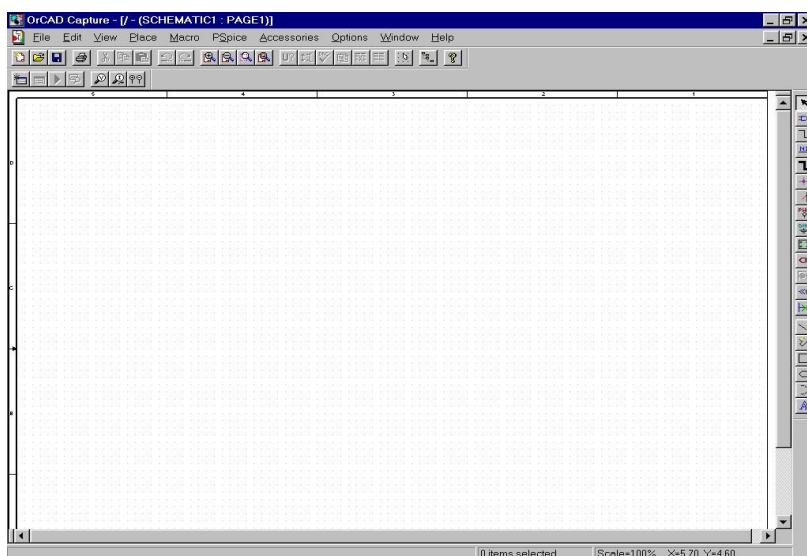 OrCAD Capture - [/ - (SCHEMATIC1 : PAGE1)]
File Edit View Place Macro PSpice Accessories Options Window Help
U?
5 4 3 2 1
D
C
B
N1
A
0 items selected Scale=100% X=5.70 Y=4.60